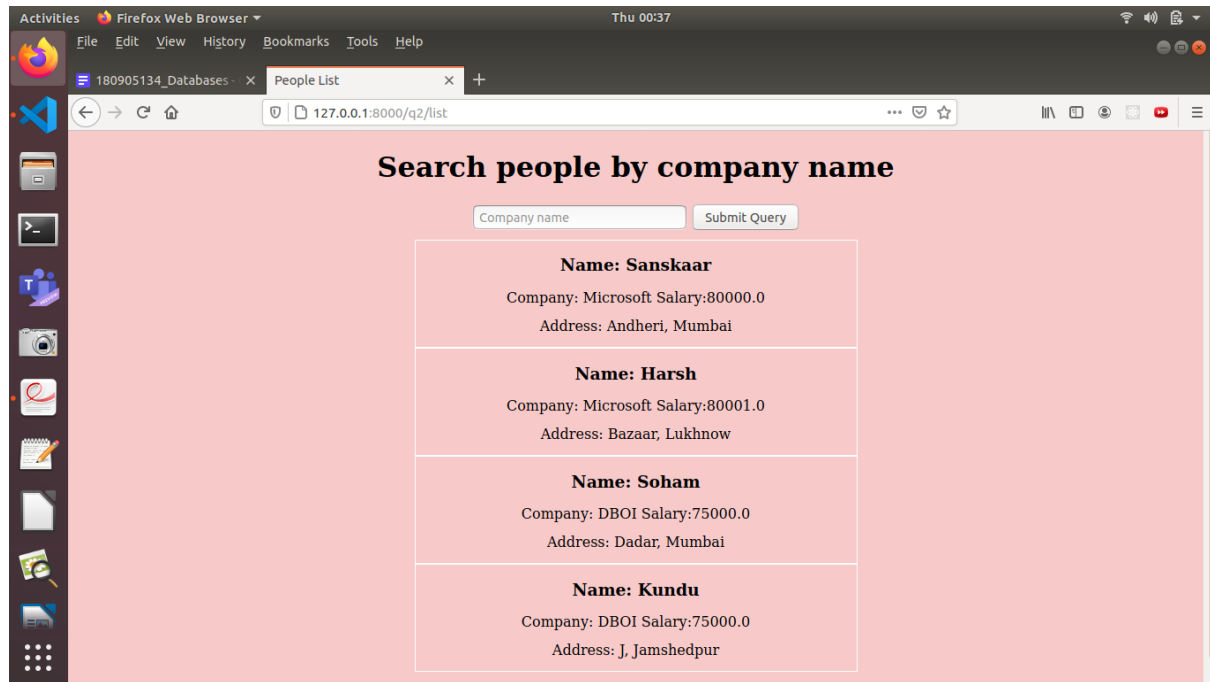 Activities Firefox Web Browser Thu 00:37
File Edit View History Bookmarks Tools Help
180905134_Databases - People List
127.0.0.1:8000/q2/list
Search people by company name
Company name Submit Query
Name: Sanskaar
Company: Microsoft Salary:80000.0
Address: Andheri, Mumbai
Name: Harsh
Company: Microsoft Salary:80001.0
Address: Bazaar, Lukhnow
Name: Soham
Company: DBOI Salary:75000.0
Address: Dadar, Mumbai
Name: Kundu
Company: DBOI Salary:75000.0
Address: J, Jamshedpur